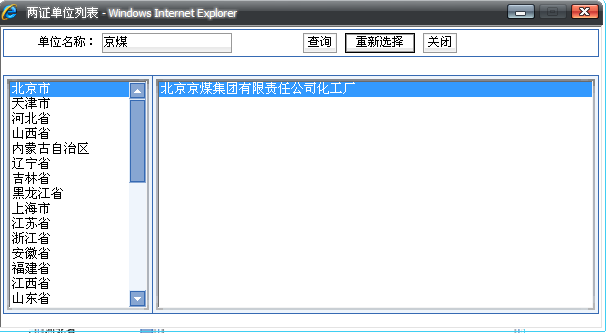 两证单位列表 - Windows Internet Explorer
单位名称： 京煤 查询 重新选择 关闭
北京市
天津市
河北省
山西省
内蒙古自治区
辽宁省
吉林省
黑龙江省
上海市
江苏省
浙江省
安徽省
福建省
江西省
山东省
北京京煤集团有限责任公司化工厂